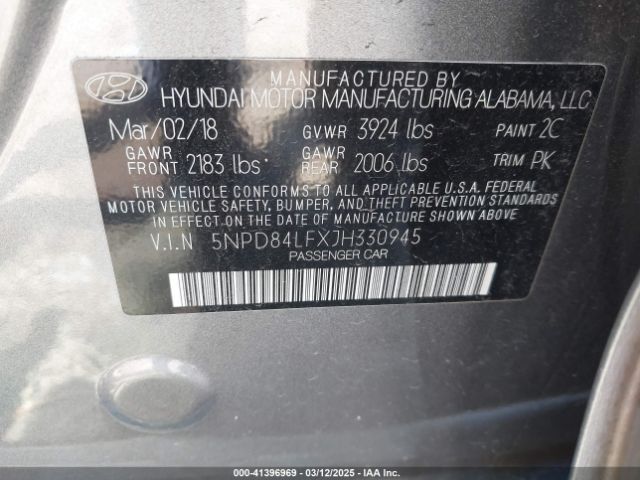 MANUFACTURED BY
HYUNDAI MOTOR MANUFACTURING ALABAMA, LLC
Mar/02/18 GVWR 3924 lbs PAINT 2C
GAWR FRONT 2183 lbs GAWR REAR 2006 lbs TRIM PK
THIS VEHICLE CONFORMS TO ALL APPLICABLE U.S.A. FEDERAL
MOTOR VEHICLE SAFETY, BUMPER, AND THEFT PREVENTION STANDARDS
IN EFFECT ON THE DATE OF MANUFACTURE SHOWN ABOVE.
V.I.N 5NPD84LFXJH330945
PASSENGER CAR
000-41396969 — 03/12/2025 — IAA Inc.